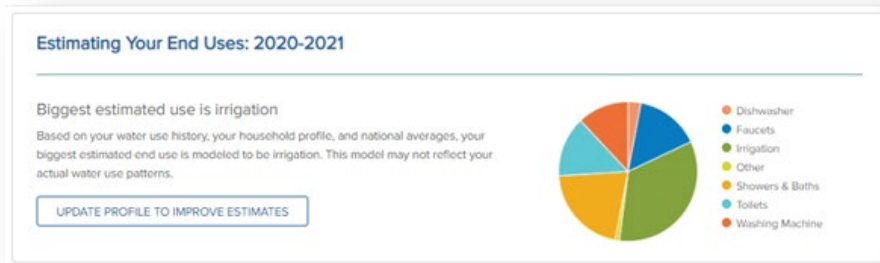 Estimating Your End Uses: 2020-2021
Biggest estimated use is irrigation
Based on your water use history, your household profile, and national averages, your
biggest estimated end use is modeled to be irrigation. This model may not reflect your
actual water use patterns.
UPDATE PROFILE TO IMPROVE ESTIMATES
Dishwasher
Faucets
Irrigation
Other
Showers & Baths
Toilets
Washing Machine